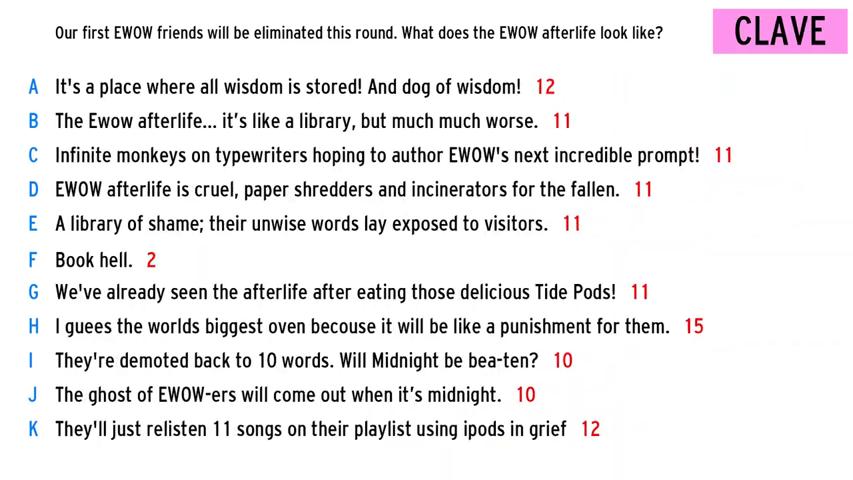 Our first EWOW friends will be eliminated this round. What does the EWOW afterlife look like?
CLAVE
A It's a place where all wisdom is stored! And dog of wisdom! 12
B The Ewow afterlife... it’s like a library, but much much worse. 11
C Infinite monkeys on typewriters hoping to author EWOW's next incredible prompt! 11
D EWOW afterlife is cruel, paper shredders and incinerators for the fallen. 11
E A library of shame; their unwise words lay exposed to visitors. 11
F Book hell. 2
G We've already seen the afterlife after eating those delicious Tide Pods! 11
H I guees the worlds biggest oven becouse it will be like a punishment for them. 15
I They're demoted back to 10 words. Will Midnight be bea-ten? 10
J The ghost of EWOW-ers will come out when it’s midnight. 10
K They'll just relisten 11 songs on their playlist using ipods in grief 12